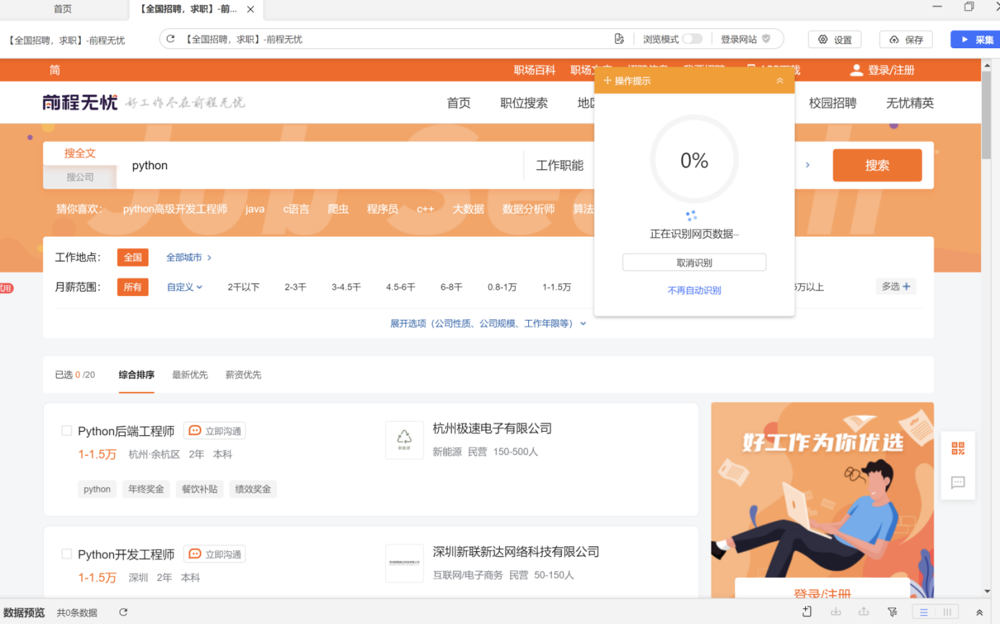 首页
【全国招聘，求职】-前...
【全国招聘，求职】-前程无忧
【全国招聘，求职】-前程无忧
浏览模式
登录网站
设置
保存
采集
简
职场百科
登录/注册
操作提示
前程无忧
好工作尽在前程无忧
首页
职位搜索
校园招聘
无忧精英
搜全文
搜公司
python
工作职能
搜索
0%
正在识别网页数据...
取消识别
不再自动识别
猜你喜欢：
python高级开发工程师
java
c语言
爬虫
程序员
c++
大数据
数据分析师
算法
工作地点：
全国
全部城市
月薪范围：
所有
自定义
2千以下
2-3千
3-4.5千
4.5-6千
6-8千
0.8-1万
1-1.5万
万以上
多选
展开选项（公司性质、公司规模、工作年限等）
已选 0 /20
综合排序
最新优先
薪资优先
Python后端工程师
立即沟通
1-1.5万
杭州·余杭区
2年
本科
python
年终奖金
餐饮补贴
绩效奖金
新能源
杭州极速电子有限公司
新能源 民营 150-500人
Python开发工程师
立即沟通
1-1.5万
深圳
2年
本科
深圳新联新达网络科技有限公司
互联网/电子商务 民营 50-150人
好工作为你优选
登录/注册
数据预览
共0条数据